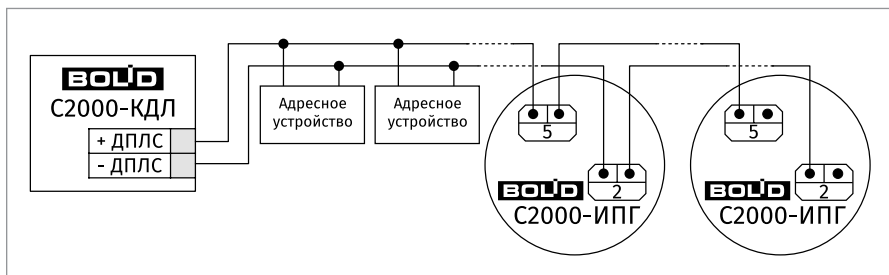 BOLID
С2000-КДЛ
+ ДПЛС
- ДПЛС
Адресное
устройство
Адресное
устройство
5
2
BOLID
С2000-ИПГ
5
2
BOLID
С2000-ИПГ